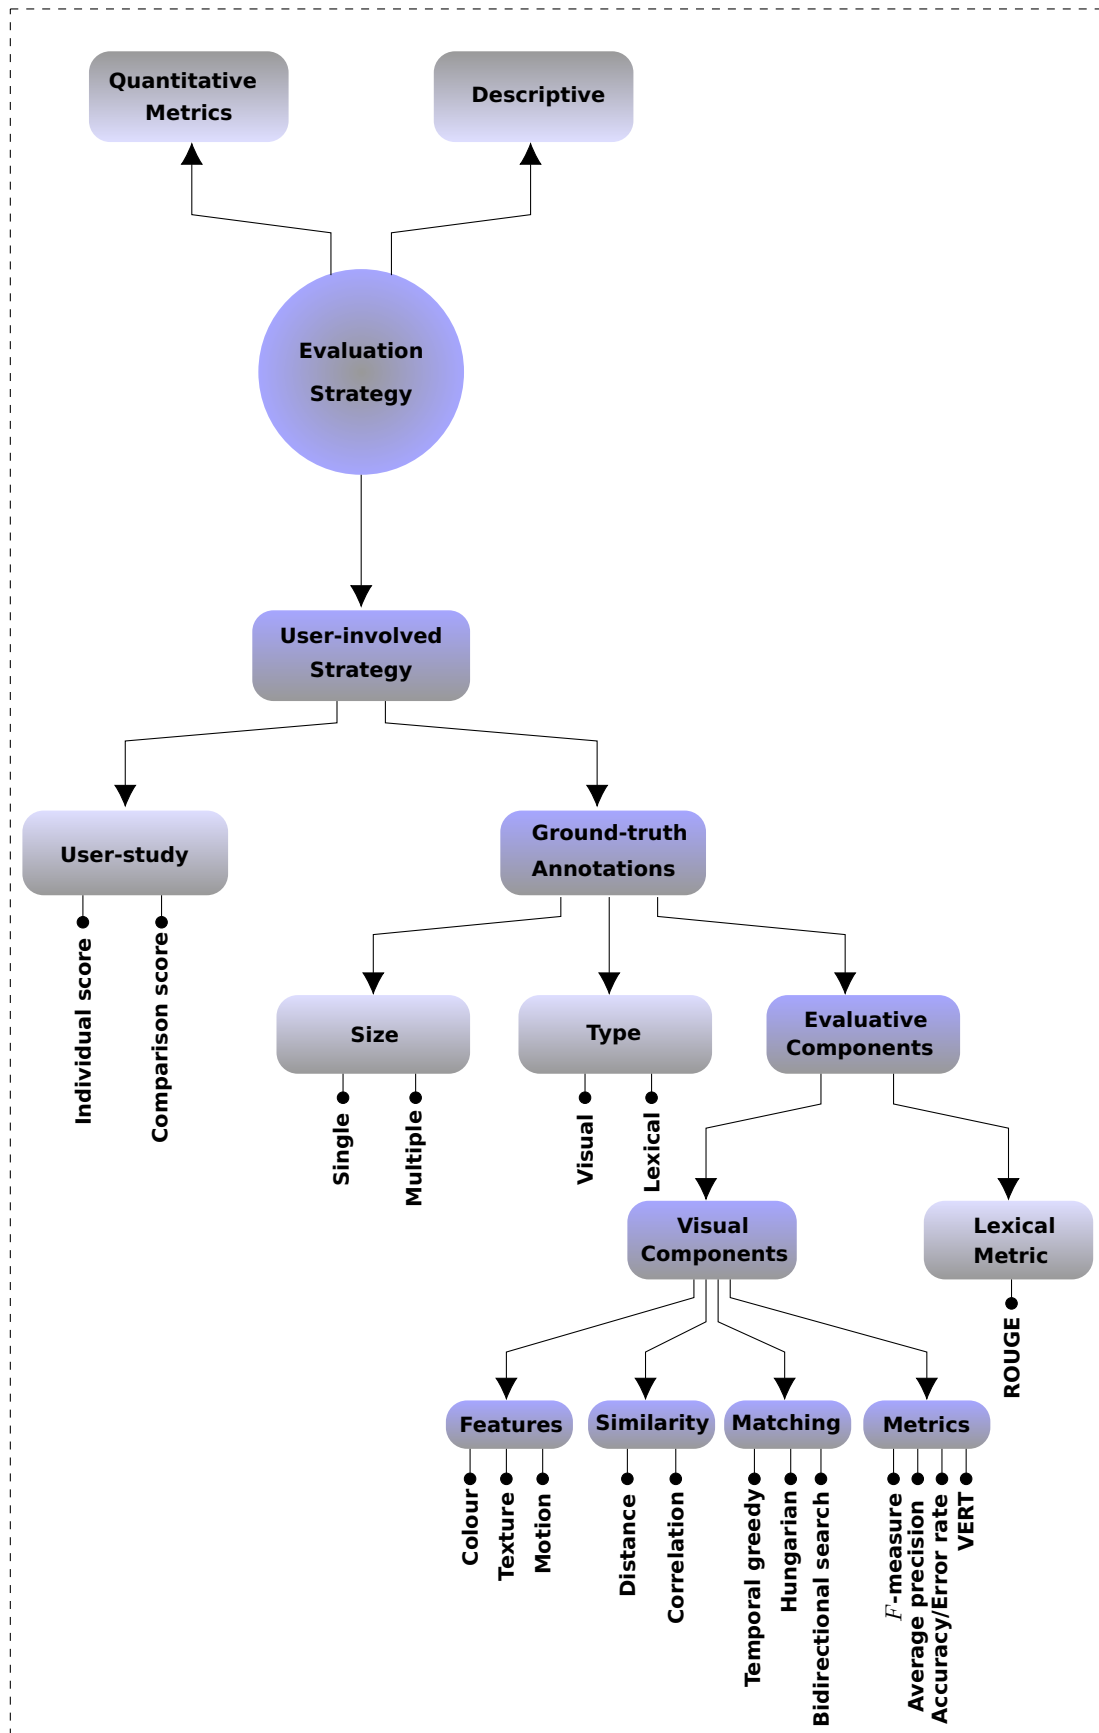 Quantitative
Metrics
Descriptive
Evaluation
Strategy
User-involved
Strategy
User-study
Ground-truth
Annotations
Individual score
Comparison score
Size
Type
Evaluative
Components
Single
Multiple
Visual
Lexical
Visual
Components
Lexical
Metric
ROUGE
Features
Similarity
Matching
Metrics
Colour
Texture
Motion
Distance
Correlation
Temporal greedy
Hungarian
Bidirectional search
F-measure
Average precision
Accuracy/Error rate
VERT